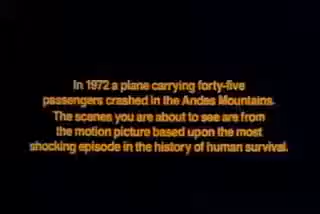 In 1972 a plane carrying forty-five
passengers crashed in the Andes Mountains.
The scenes you are about to see are from
the motion picture based upon the most
shocking episode in the history of human survival.